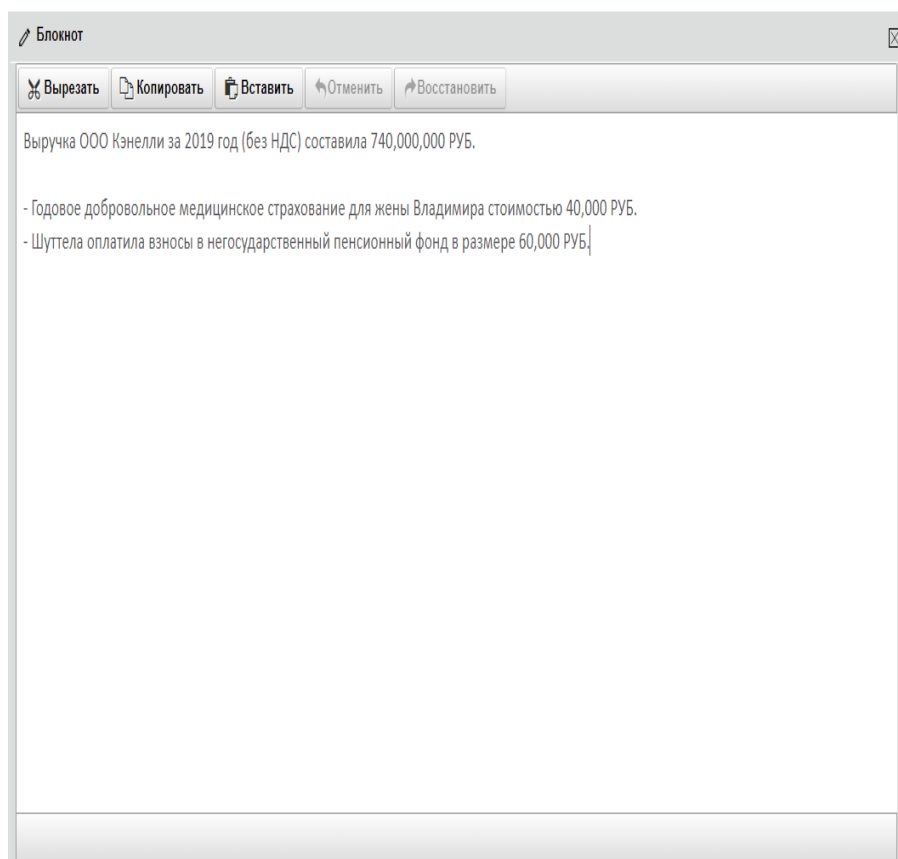 Блокнот
Вырезать Копировать Вставить Отменить Восстановить
Выручка ООО Кэнелли за 2019 год (без НДС) составила 740,000,000 РУБ.
- Годовое добровольное медицинское страхование для жены Владимира стоимостью 40,000 РУБ.
- Шуттела оплатила взносы в негосударственный пенсионный фонд в размере 60,000 РУБ.